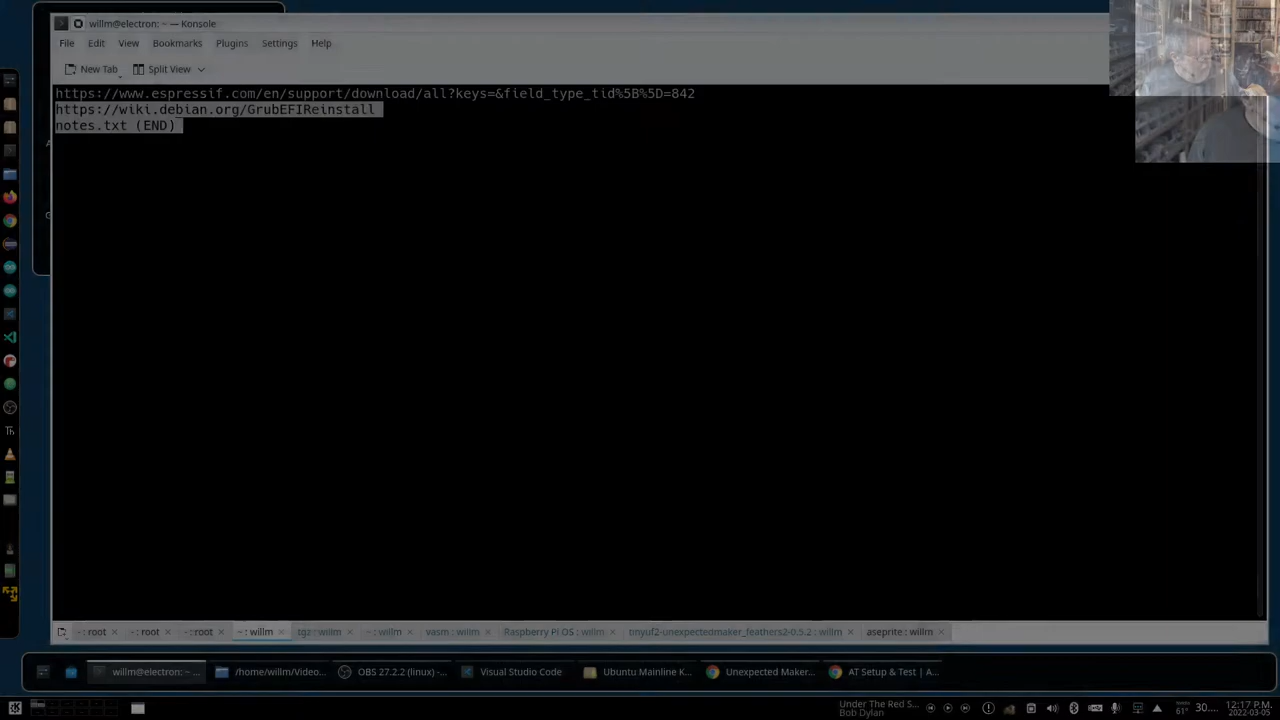 willm@electron: ~ — Konsole
File Edit View Bookmarks Plugins Settings Help
New Tab Split View
https://www.espressif.com/en/support/download/all?keys=&field_type_tid%5B%5D=842
https://wiki.debian.org/GrubEFIReinstall
notes.txt (END)
~ : root ~ : root ~ : root ~ : willm tgz : willm ~ : willm vasm : willm Raspberry Pi OS : willm tinyuf2-unexpectedmaker_feathers2-0.5.2 : willm aseprite : willm
willm@electron: ~ ... /home/willm/Video... OBS 27.2.2 (linux) -... Visual Studio Code Ubuntu Mainline K... Unexpected Maker... AT Setup & Test | A...
Under The Red S...
Bob Dylan
61° 30....
12:17 P.M.
2022-03-05